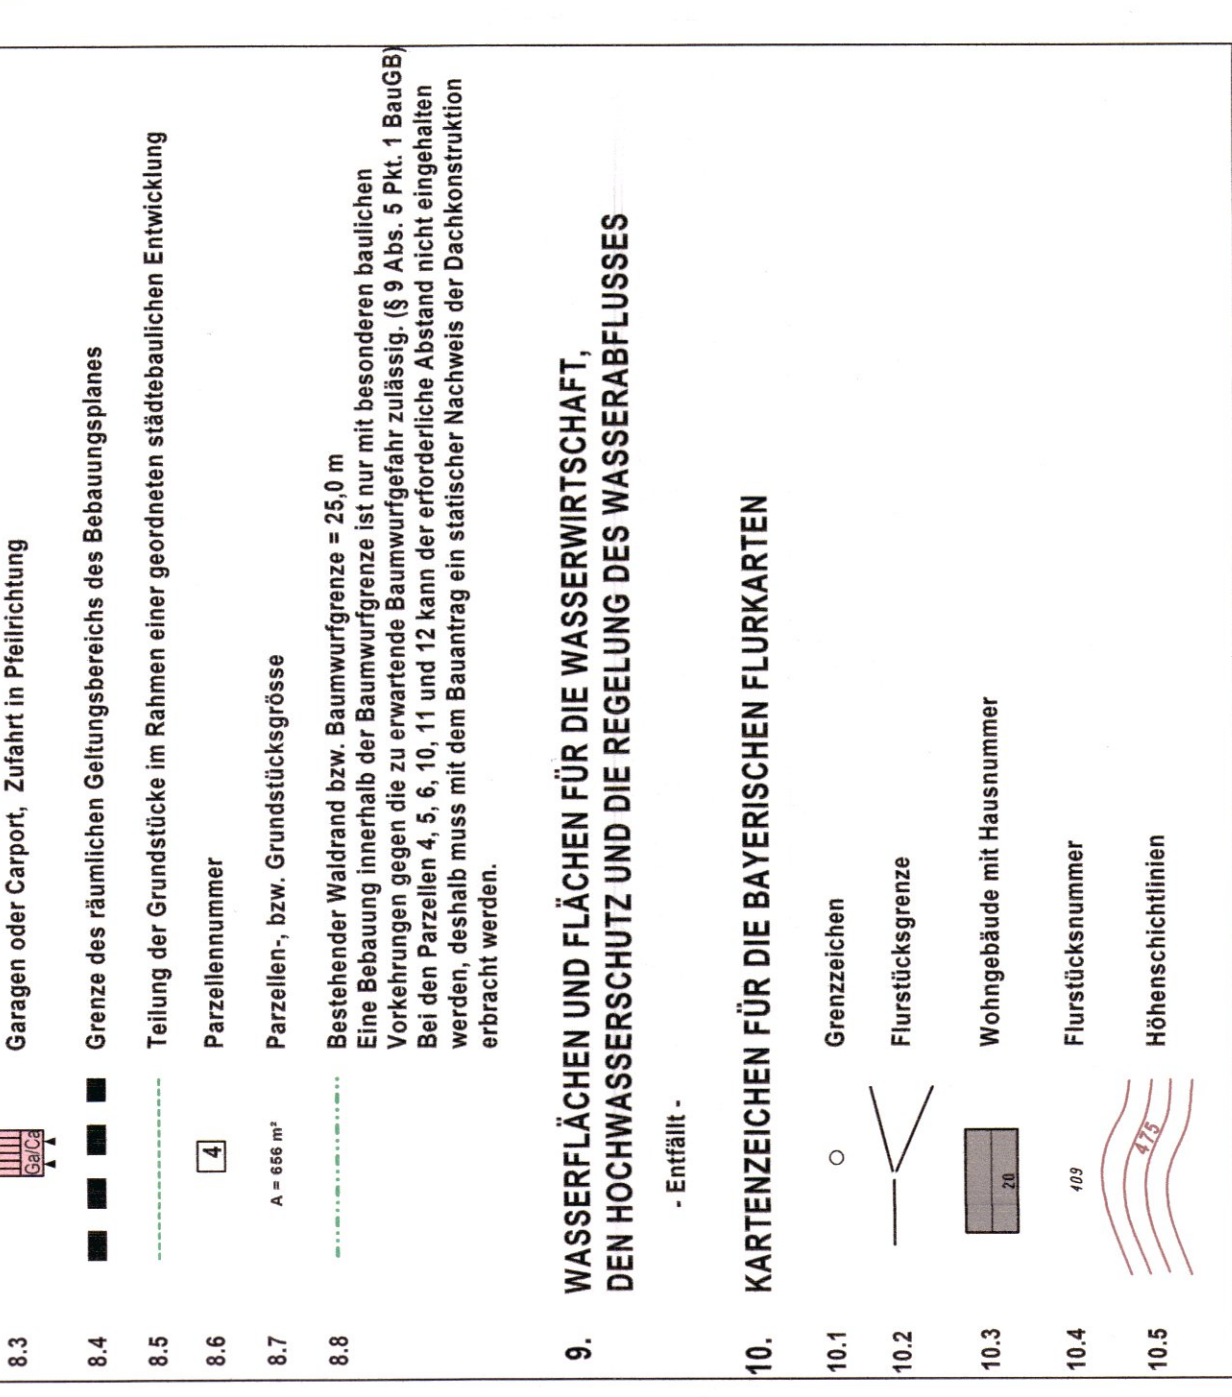 8.3 Ga/Ca Garagen oder Carport, Zufahrt in Pfeilrichtung
8.4 Grenze des räumlichen Geltungsbereichs des Bebauungsplanes
8.5 Teilung der Grundstücke im Rahmen einer geordneten städtebaulichen Entwicklung
8.6 4 Parzellennummer
8.7 A = 656 m² Parzellen-, bzw. Grundstücksgrösse
8.8 Bestehender Waldrand bzw. Baumwurfgrenze = 25,0 m
Eine Bebauung innerhalb der Baumwurfgrenze ist nur mit besonderen baulichen
Vorkehrungen gegen die zu erwartende Baumwurfgefahr zulässig. (§ 9 Abs. 5 Pkt. 1 BauGB)
Bei den Parzellen 4, 5, 6, 10, 11 und 12 kann der erforderliche Abstand nicht eingehalten
werden, deshalb muss mit dem Bauantrag ein statischer Nachweis der Dachkonstruktion
erbracht werden.
9. WASSERFLÄCHEN UND FLÄCHEN FÜR DIE WASSERWIRTSCHAFT,
DEN HOCHWASSERSCHUTZ UND DIE REGELUNG DES WASSERABFLUSSES
- Entfällt -
10. KARTENZEICHEN FÜR DIE BAYERISCHEN FLURKARTEN
10.1 Grenzzeichen
10.2 Flurstücksgrenze
10.3 20 Wohngebäude mit Hausnummer
10.4 409 Flurstücksnummer
10.5 475 Höhenschichtlinien